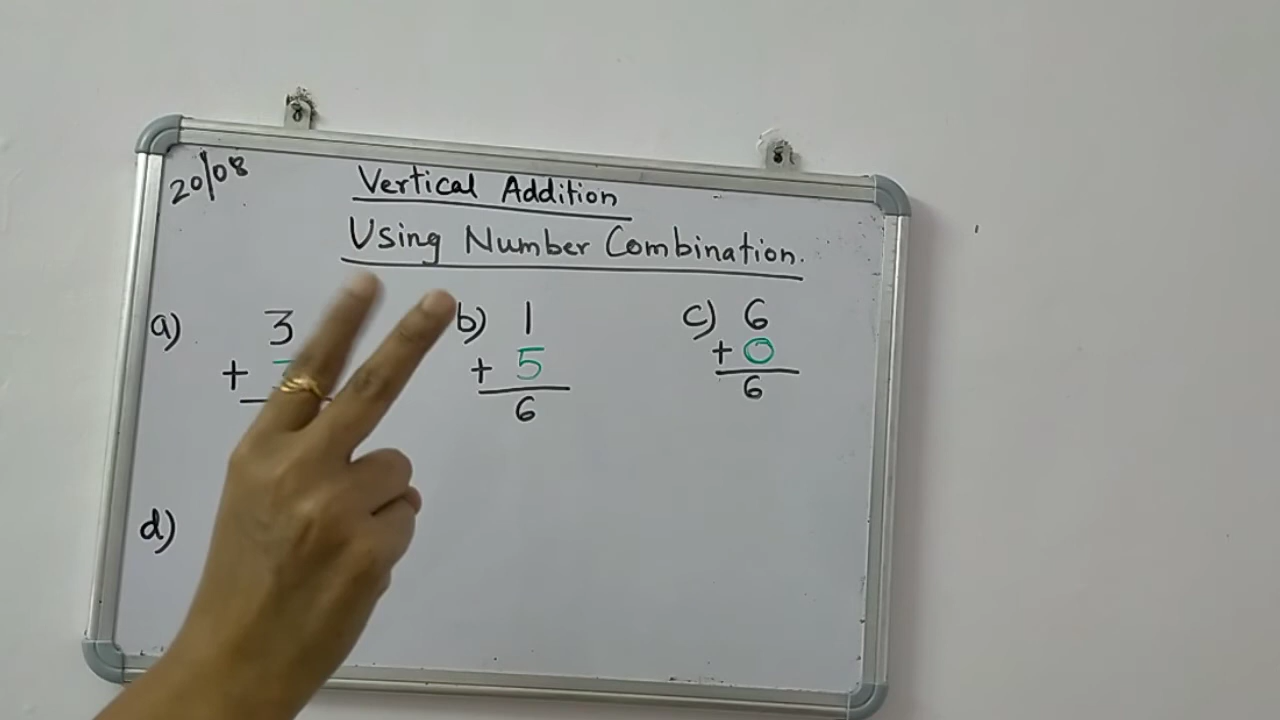 20/08
Vertical Addition
Using Number Combination.
a) 3
+
b) 1
+ 5
6
c) 6
+ 0
6
d)